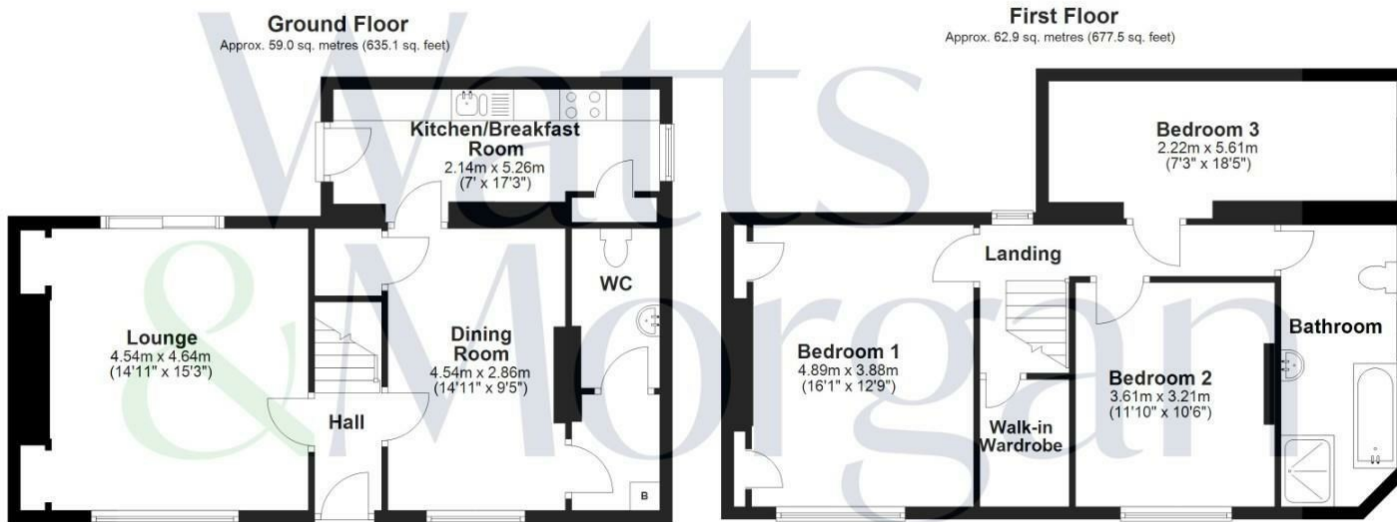 Ground Floor
Approx. 59.0 sq. metres (635.1 sq. feet)
Kitchen/Breakfast
Room
2.14m x 5.26m
(7' x 17'3")
Lounge
4.54m x 4.64m
(14'11" x 15'3")
Hall
Dining
Room
4.54m x 2.86m
(14'11" x 9'5")
WC
B
First Floor
Approx. 62.9 sq. metres (677.5 sq. feet)
Bedroom 3
2.22m x 5.61m
(7'3" x 18'5")
Landing
Bedroom 1
4.89m x 3.88m
(16'1" x 12'9")
Walk-in
Wardrobe
Bedroom 2
3.61m x 3.21m
(11'10" x 10'6")
Bathroom
Watts
& Morgan